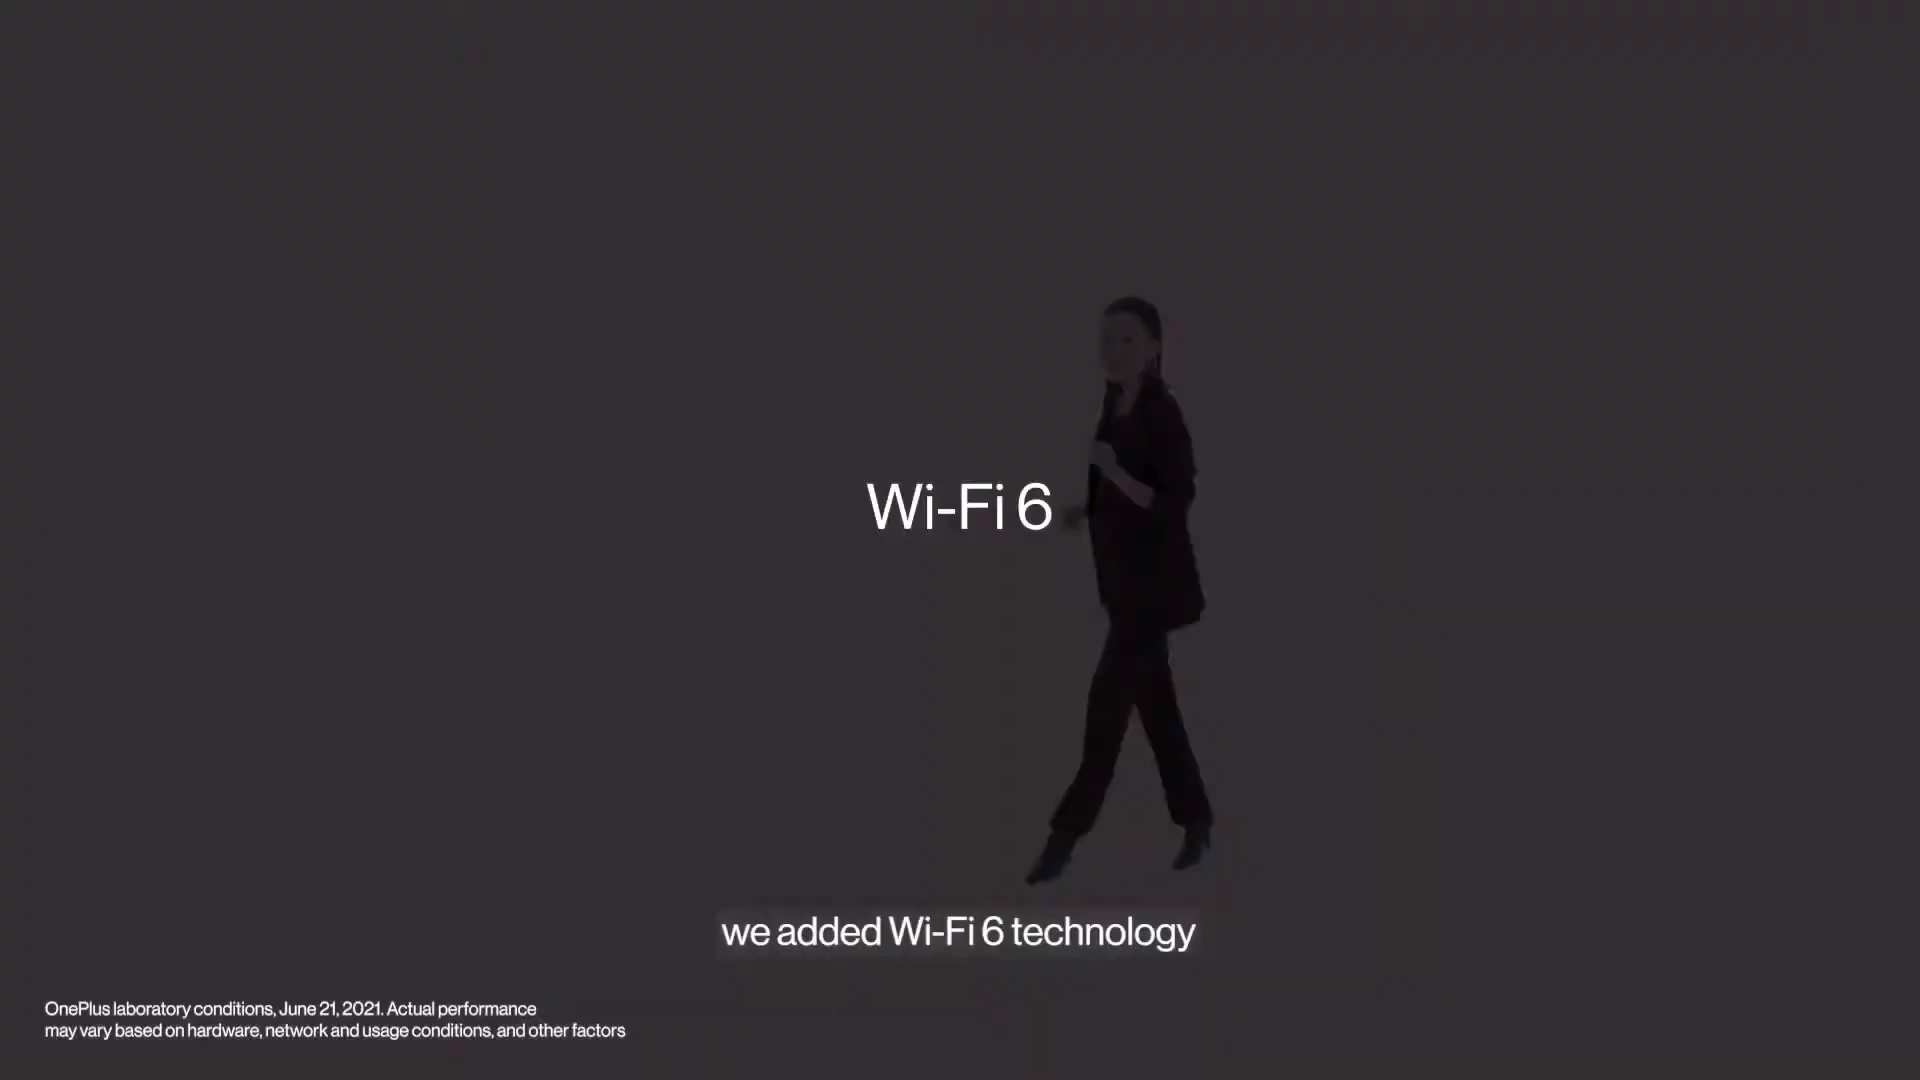 Wi-Fi 6
we added Wi-Fi 6 technology
OnePlus laboratory conditions, June 21, 2021. Actual performance
may vary based on hardware, network and usage conditions, and other factors